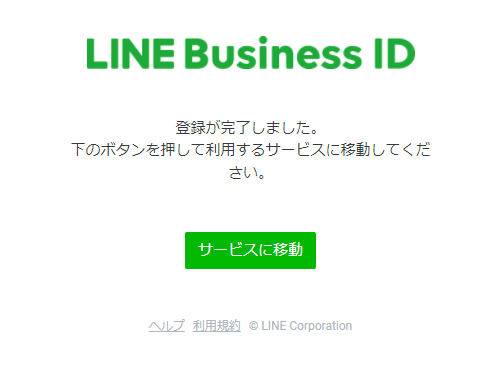 LINE Business ID
登録が完了しました。
下のボタンを押して利用するサービスに移動してくだ
さい。
サービスに移動
ヘルプ 利用規約 © LINE Corporation